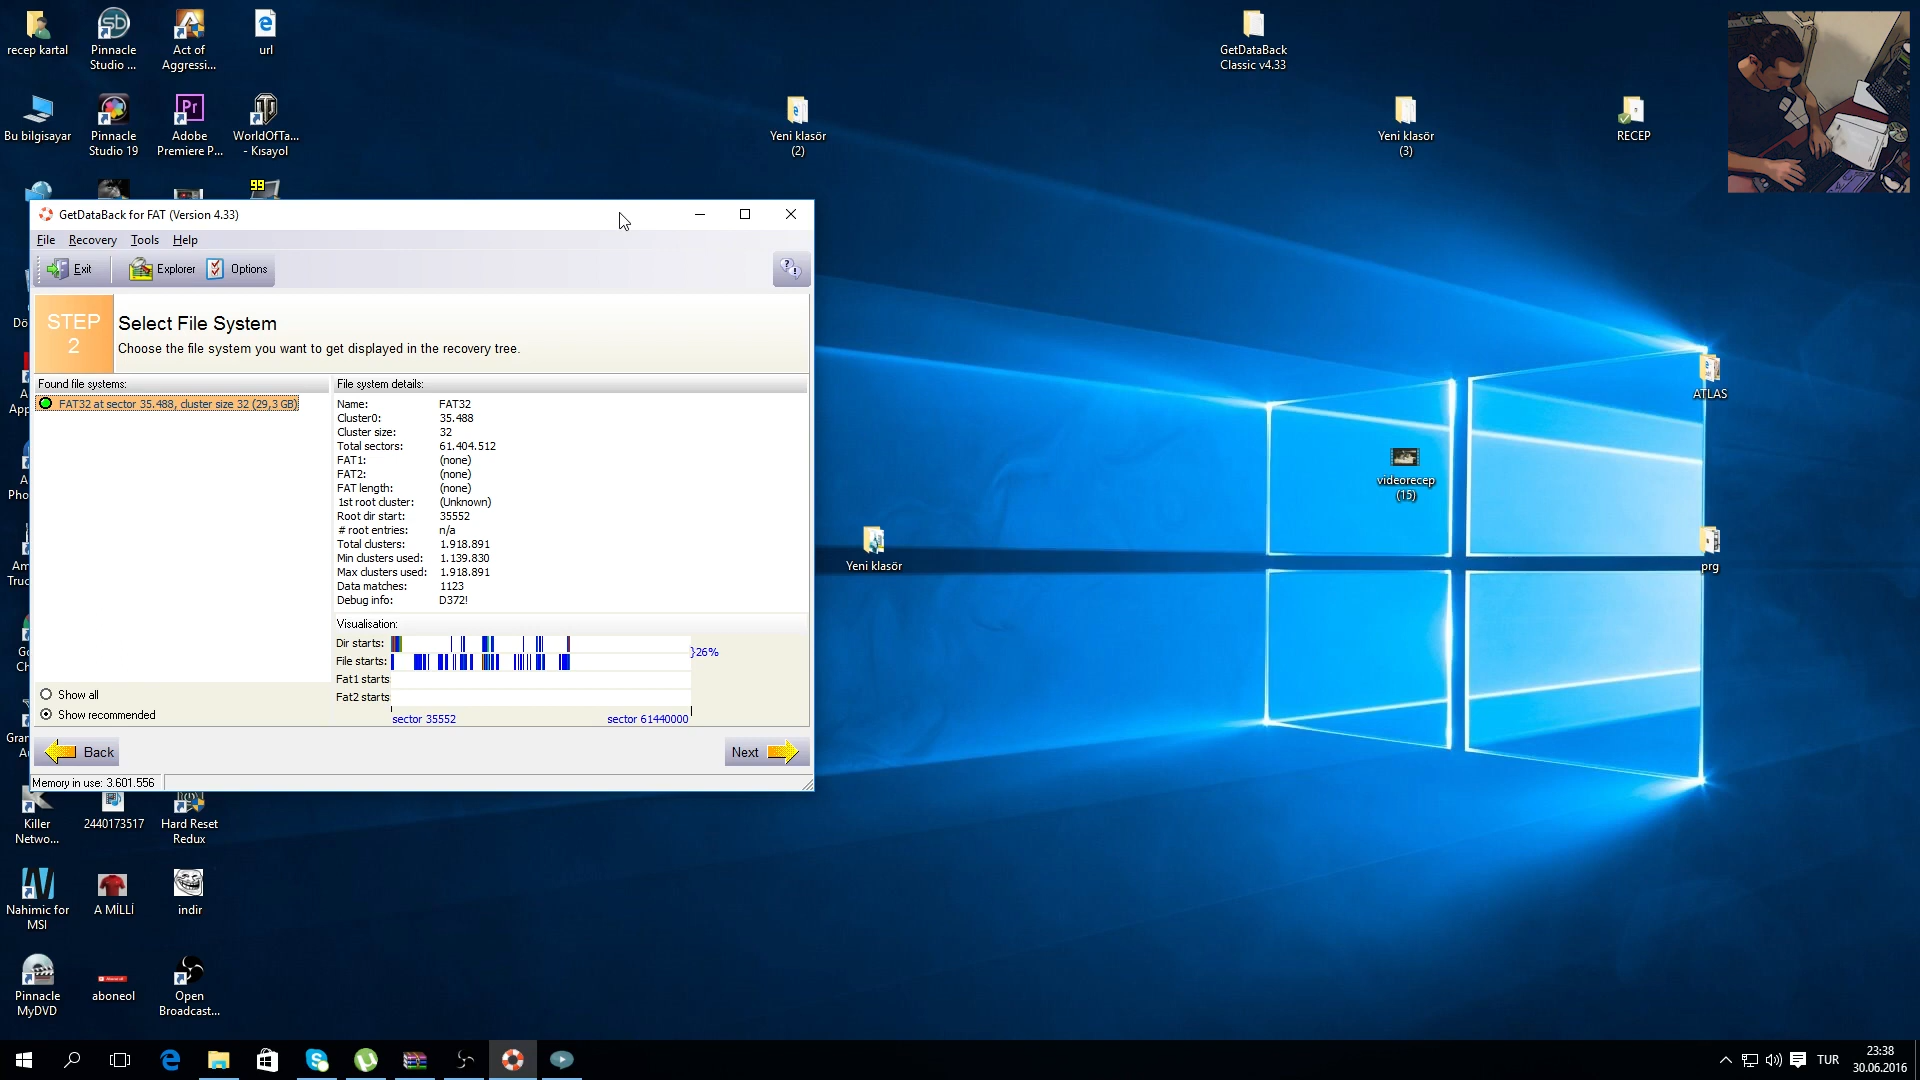 recep kartal
Pinnacle
Studio ...
Act of
Aggressi...
url
GetDataBack
Classic v4.33
Bu bilgisayar
Pinnacle
Studio 19
Adobe
Premiere P...
WorldOfTa...
- Kısayol
Yeni klasör
(2)
Yeni klasör
(3)
RECEP
99
GetDataBack for FAT (Version 4.33)
File Recovery Tools Help
Exit Explorer Options
STEP
2
Select File System
Choose the file system you want to get displayed in the recovery tree.
Found file systems:
FAT32 at sector 35.488, cluster size 32 (29,3 GB)
File system details:
Name: FAT32
Cluster0: 35.488
Cluster size: 32
Total sectors: 61.404.512
FAT1: (none)
FAT2: (none)
FAT length: (none)
1st root cluster: (Unknown)
Root dir start: 35552
# root entries: n/a
Total clusters: 1.918.891
Min clusters used: 1.139.830
Max clusters used: 1.918.891
Data matches: 1123
Debug info: D372!
Visualisation:
Dir starts:
}26%
File starts:
Fat1 starts
Fat2 starts
sector 35552 sector 61440000
Show all
Show recommended
Back
Next
Memory in use: 3.601.556
ATLAS
videorecep
(15)
Yeni klasör
prg
Killer
Netwo...
2440173517
Hard Reset
Redux
Nahimic for
MSI
A MİLLİ
indir
Pinnacle
MyDVD
aboneol
Open
Broadcast...
TUR
23:38
30.06.2016